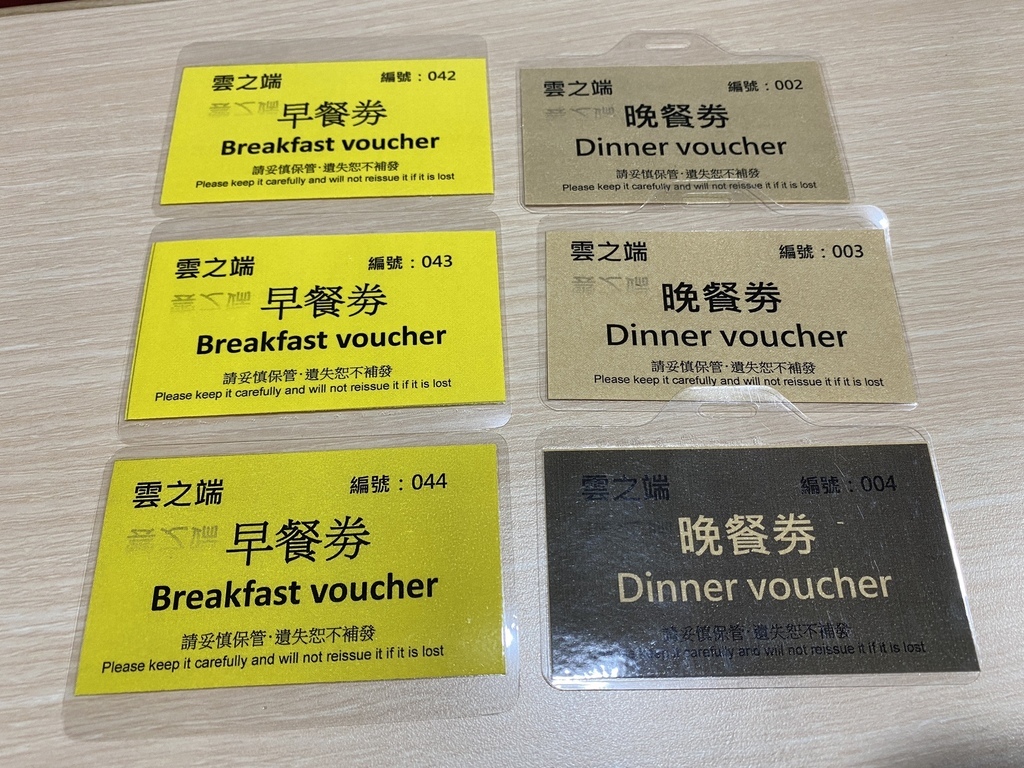 雲之端 編號：042
早餐券
Breakfast voucher
請妥慎保管‧遺失恕不補發
Please keep it carefully and will not reissue it if it is lost
雲之端 編號：002
晚餐券
Dinner voucher
請妥慎保管‧遺失恕不補發
Please keep it carefully and will not reissue it if it is lost
雲之端 編號：043
早餐券
Breakfast voucher
請妥慎保管‧遺失恕不補發
Please keep it carefully and will not reissue it if it is lost
雲之端 編號：003
晚餐券
Dinner voucher
請妥慎保管‧遺失恕不補發
Please keep it carefully and will not reissue it if it is lost
雲之端 編號：044
早餐券
Breakfast voucher
請妥慎保管‧遺失恕不補發
Please keep it carefully and will not reissue it if it is lost
雲之端 編號：004
晚餐券
Dinner voucher
請妥慎保管‧遺失恕不補發
carefully and will not reissue it if it is lost